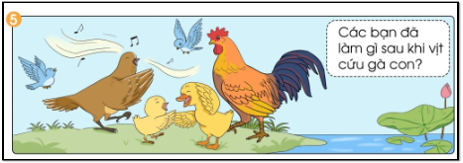 5
Các bạn đã
làm gì sau khi vịt
cứu gà con?